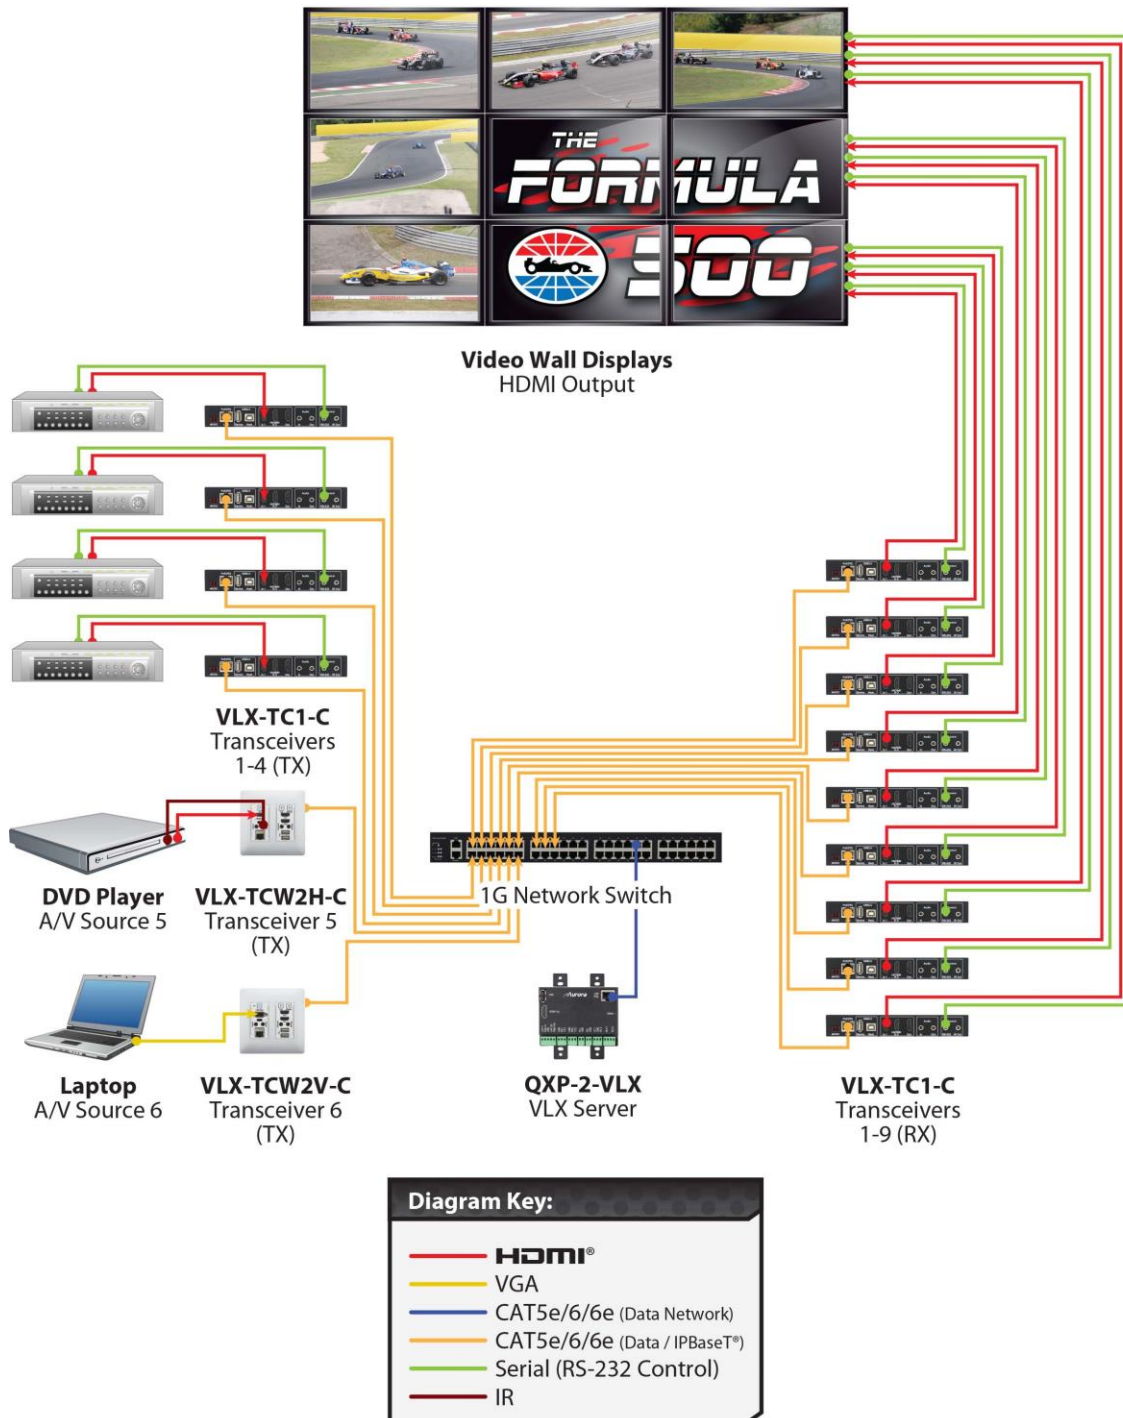 THE
FORMULA
500
Video Wall Displays
HDMI Output
VLX-TC1-C
Transceivers
1-4 (TX)
DVD Player
A/V Source 5
VLX-TCW2H-C
Transceiver 5
(TX)
1G Network Switch
Laptop
A/V Source 6
VLX-TCW2V-C
Transceiver 6
(TX)
Aurora
QXP-2-VLX
VLX Server
VLX-TC1-C
Transceivers
1-9 (RX)
Diagram Key:
HDMI®
VGA
CAT5e/6/6e (Data Network)
CAT5e/6/6e (Data / IPBaseT®)
Serial (RS-232 Control)
IR